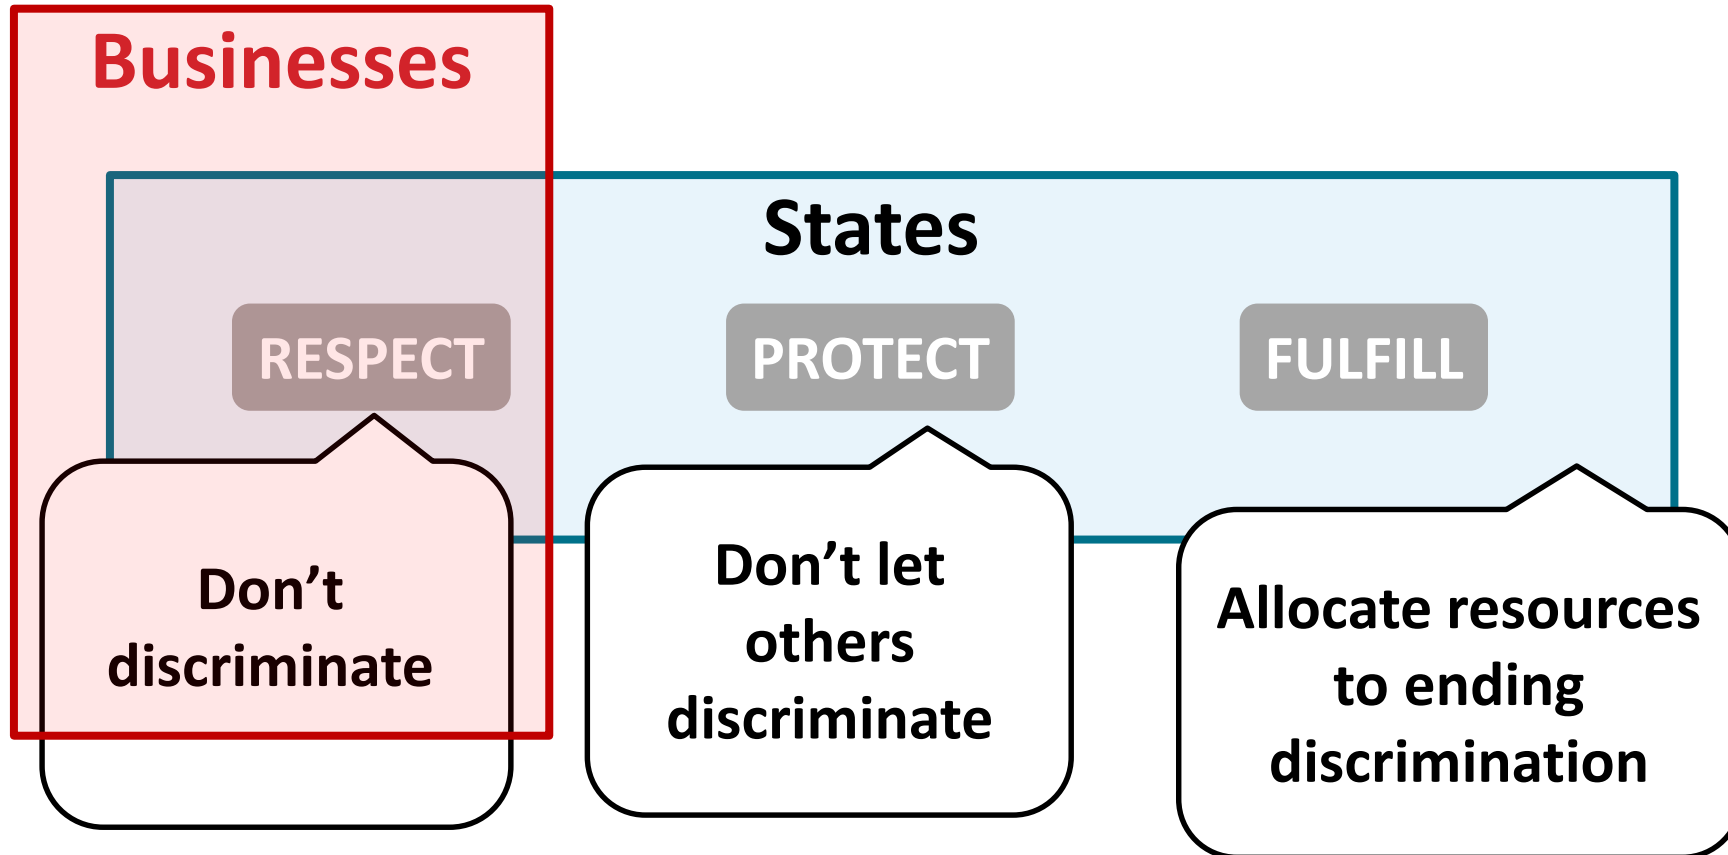 Businesses
States
RESPECT
PROTECT
FULFILL
Don’t
discriminate
Don’t let
others
discriminate
Allocate resources
to ending
discrimination